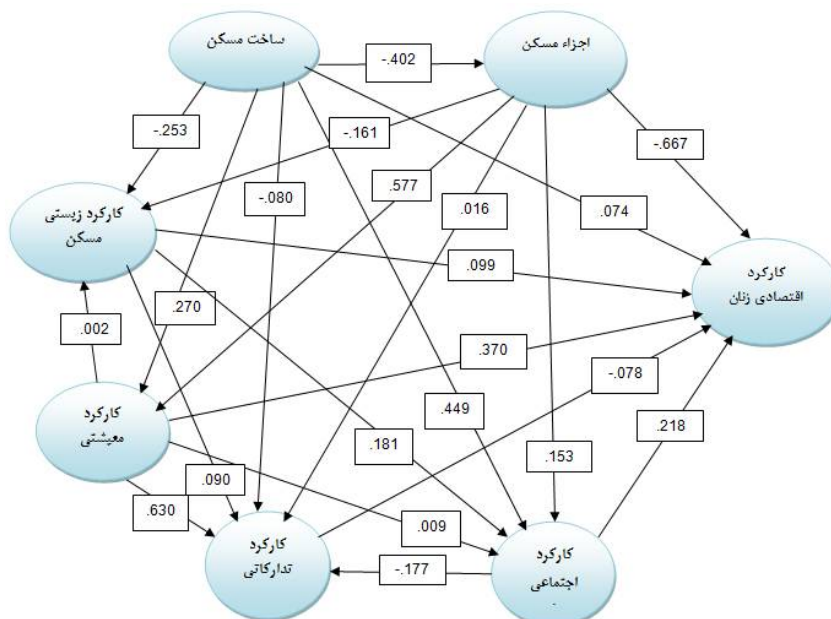 ساخت مسکن
اجزاء مسکن
-.402
-.253
-.161
-.667
.577
-.080
.016
.074
کارکرد زیستی
مسکن
.099
کارکرد
اقتصادی زنان
.270
.002
.370
-.078
کارکرد
معیشتی
.449
.218
.181
.153
.090
.630
.009
کارکرد
تدارکاتی
-.177
کارکرد
اجتماعی
.